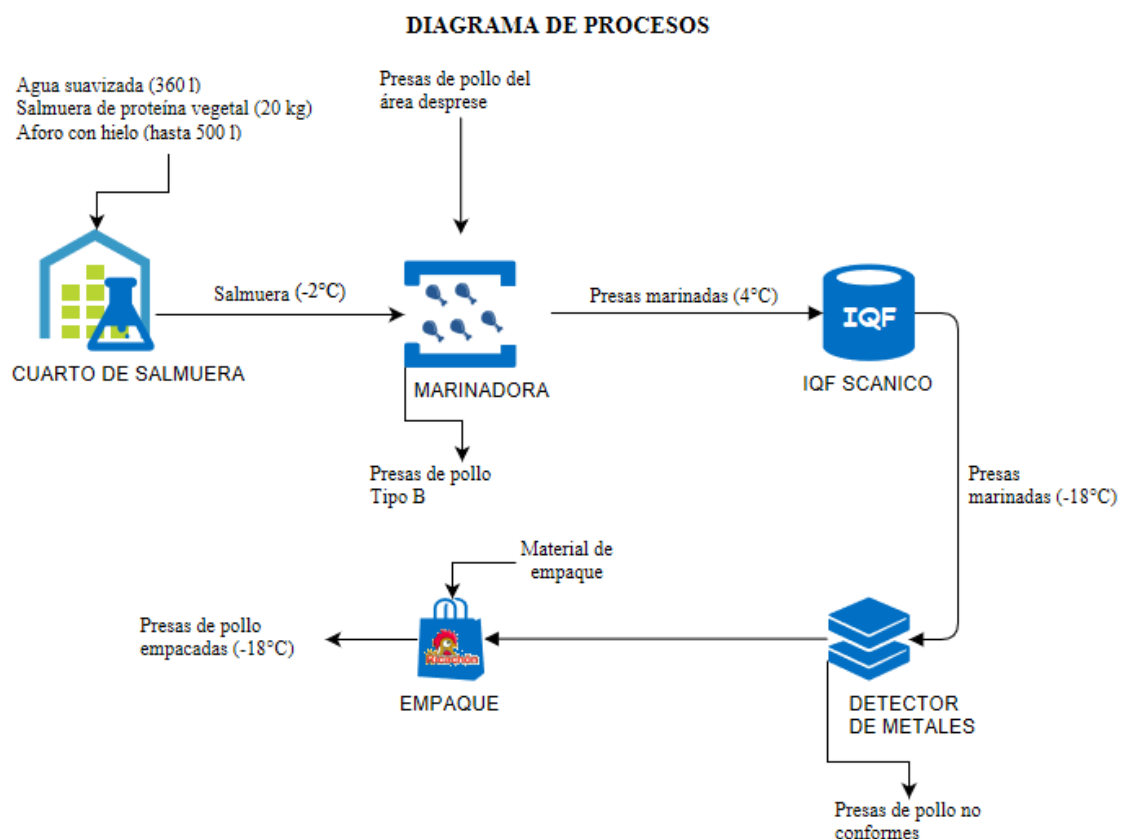 DIAGRAMA DE PROCESOS
Agua suavizada (360 l)
Salmuera de proteína vegetal (20 kg)
Aforo con hielo (hasta 500 l)
Presas de pollo del
área desprese
Salmuera (-2°C)
Presas marinadas (4°C)
IQF
CUARTO DE SALMUERA
MARINADORA
IQF SCANICO
Presas de pollo
Tipo B
Presas
marinadas (-18°C)
Material de
empaque
Presas de pollo
empacadas (-18°C)
EMPAQUE
DETECTOR
DE METALES
Presas de pollo no
conformes